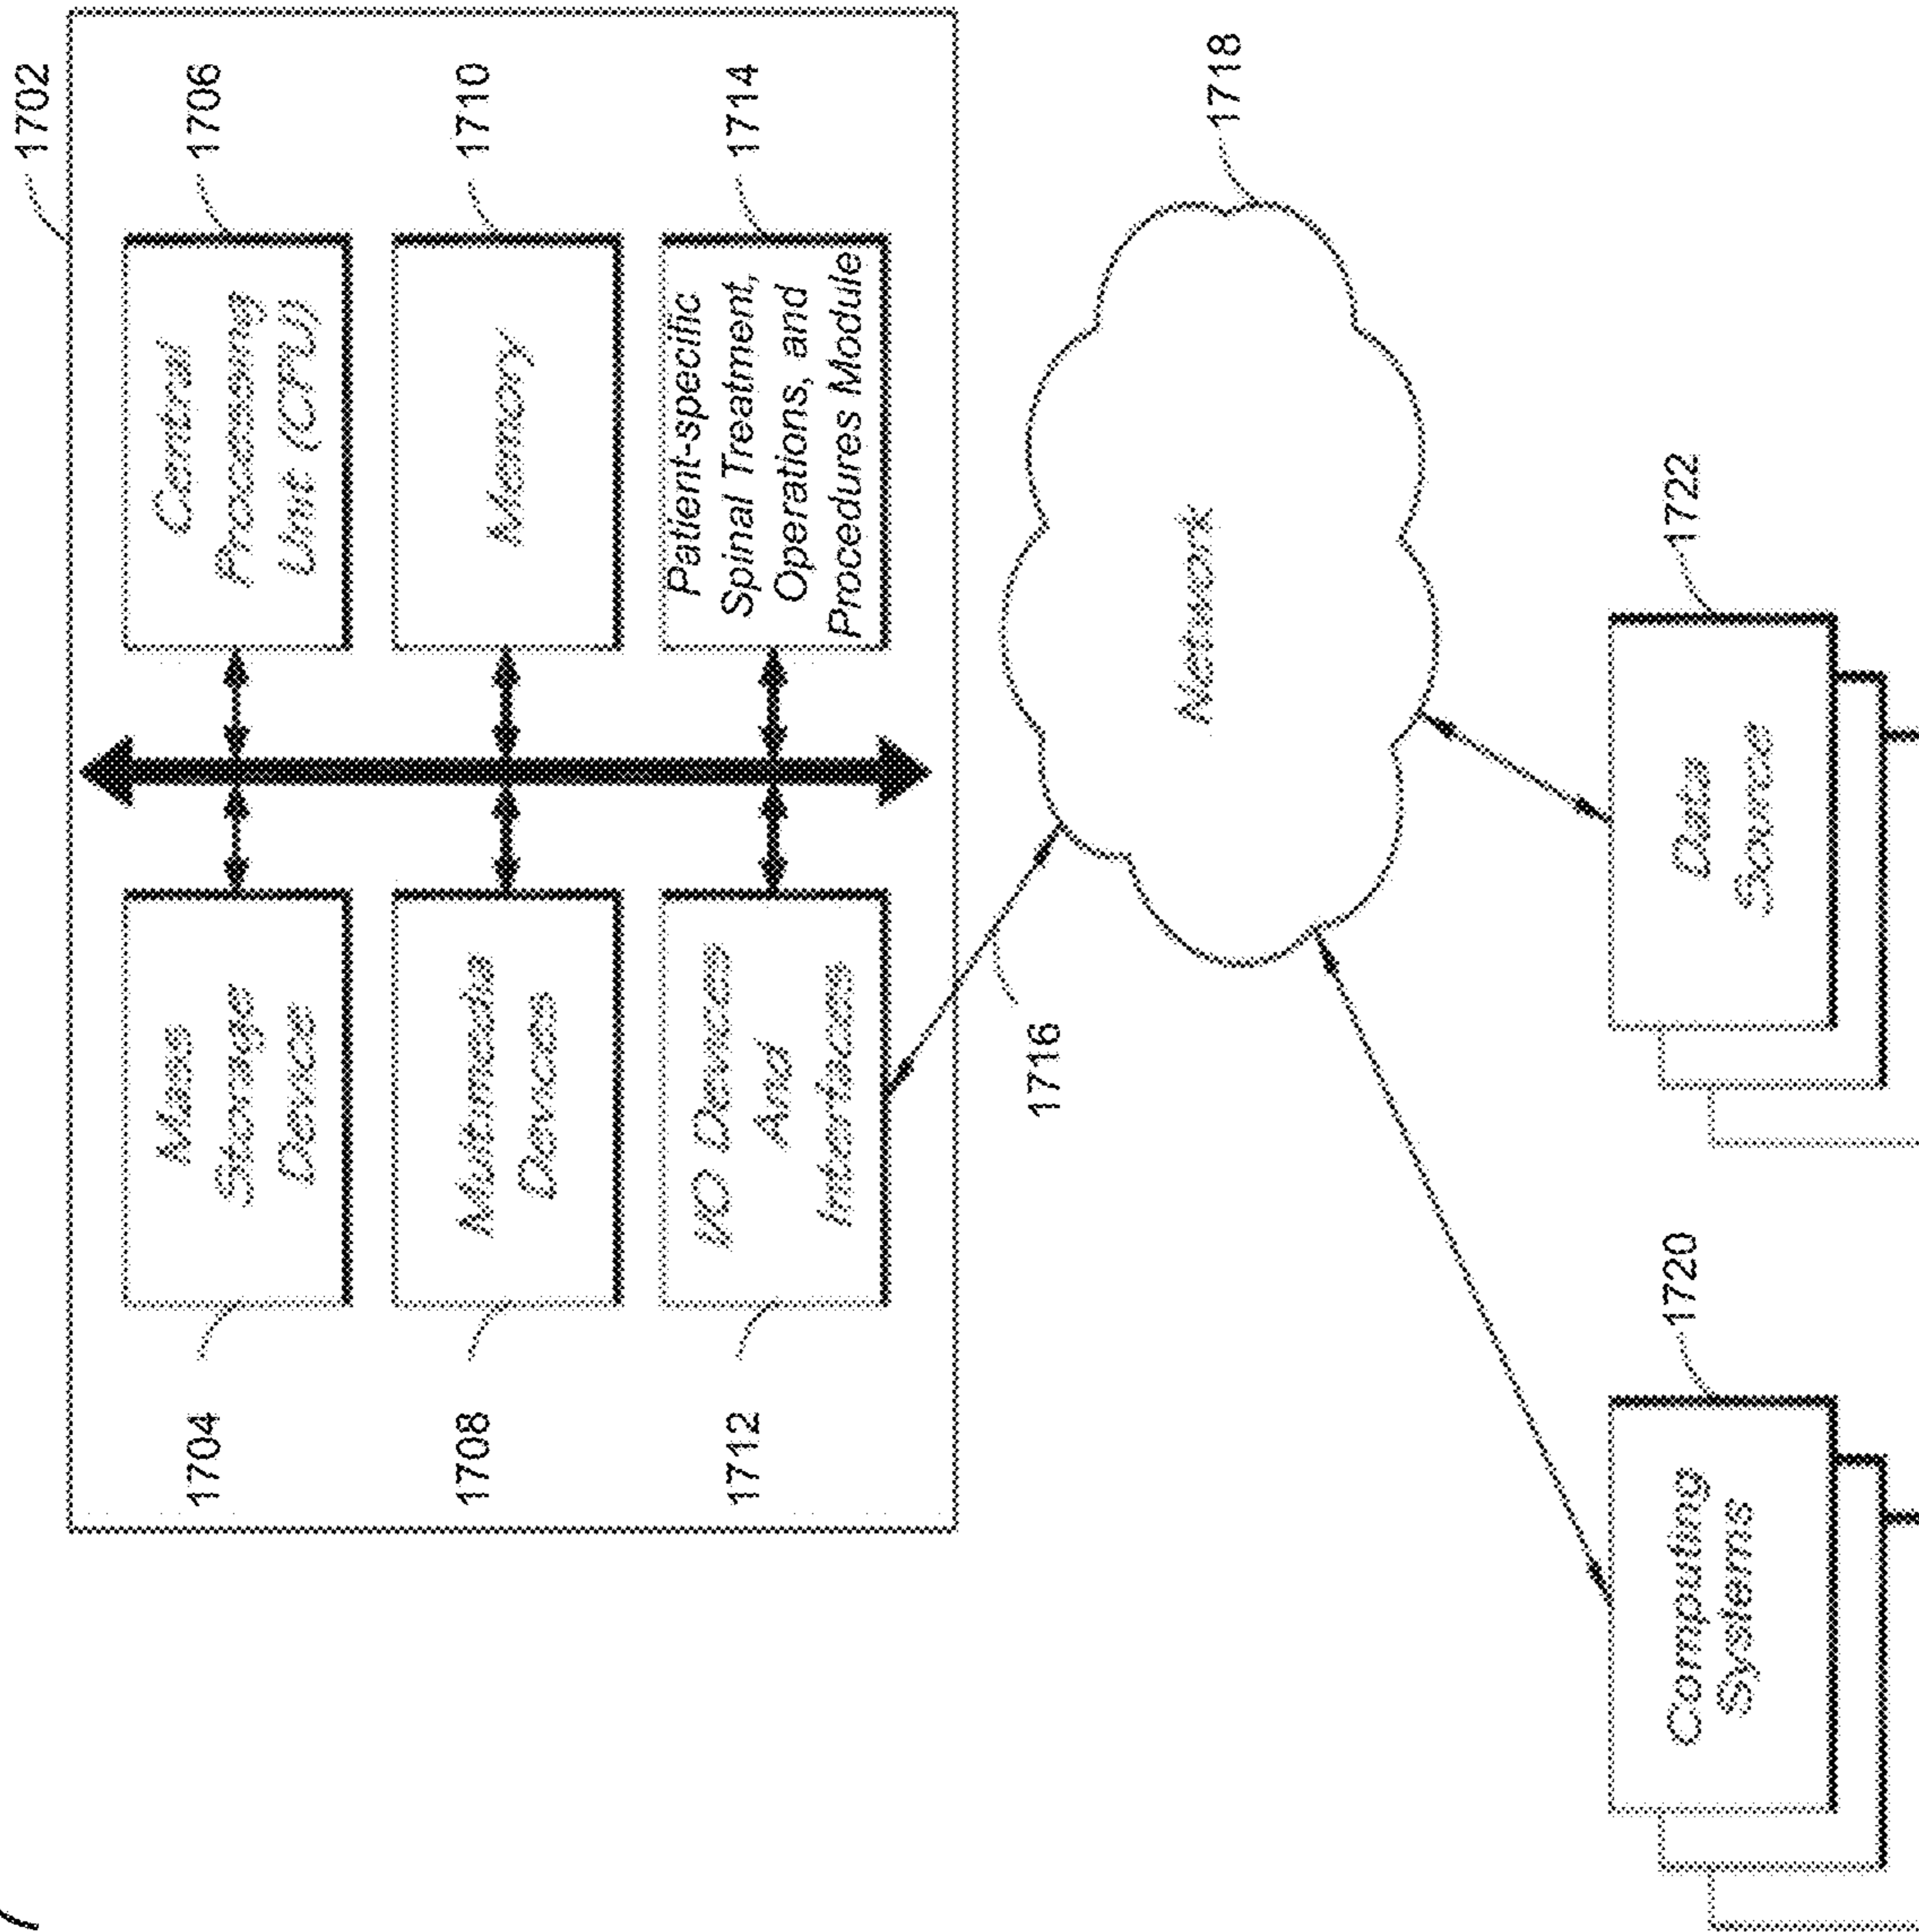 1702
1704
Mass
Storage
Device
Central
Processing
Unit (CPU)
1706
1708
Multimedia
Devices
Memory
1710
1712
I/O Devices
And
Interfaces
Patient-specific
Spinal Treatment,
Operations, and
Procedures Module
1714
1716
Network
1718
1720
Computing
Systems
1722
Data
Source